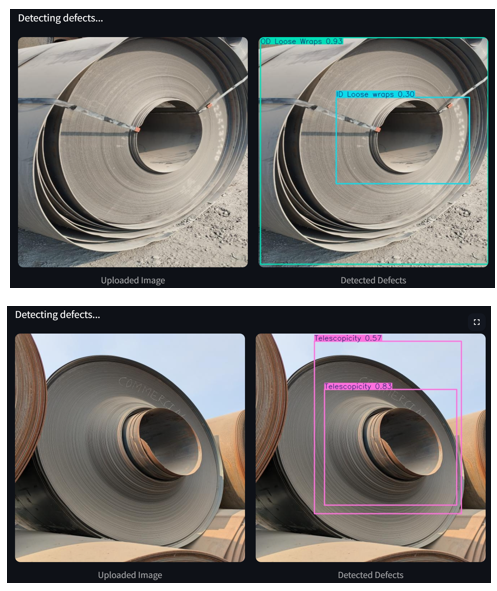 Detecting defects...
OD Loose Wraps 0.93
ID Loose wraps 0.30
Uploaded Image
Detected Defects
Detecting defects...
Telescopicity 0.57
Telescopicity 0.83
Uploaded Image
Detected Defects